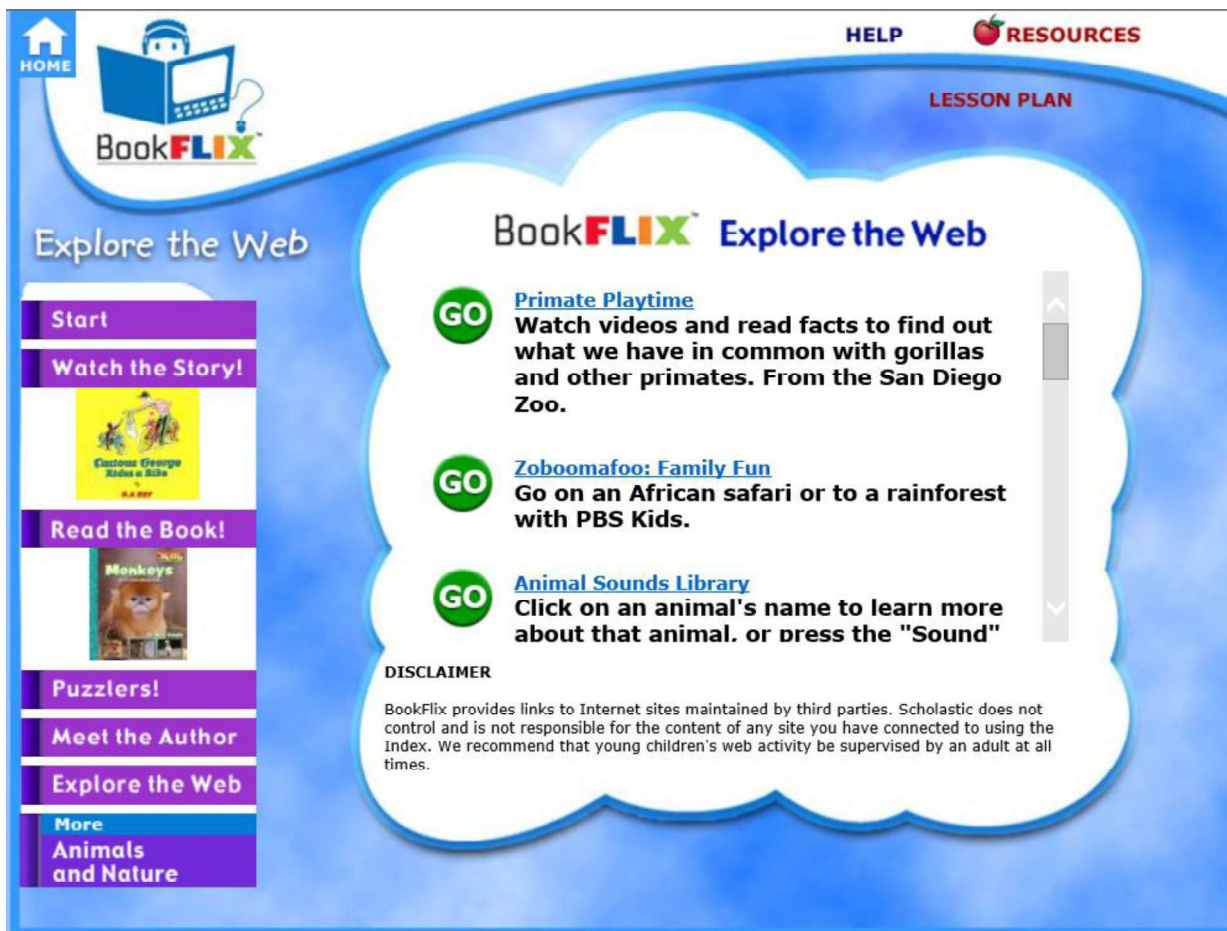 HOME
HELP
RESOURCES
LESSON PLAN
BookFLIX™
Explore the Web
Start
Watch the Story!
Curious George
Rides a Bike
by
H.A. REY
Read the Book!
Monkeys
Puzzlers!
Meet the Author
Explore the Web
More
Animals
and Nature
BookFLIX™ Explore the Web
GO
Primate Playtime
Watch videos and read facts to find out
what we have in common with gorillas
and other primates. From the San Diego
Zoo.
GO
Zoboomafoo: Family Fun
Go on an African safari or to a rainforest
with PBS Kids.
GO
Animal Sounds Library
Click on an animal's name to learn more
about that animal, or press the "Sound"
DISCLAIMER
BookFlix provides links to Internet sites maintained by third parties. Scholastic does not
control and is not responsible for the content of any site you have connected to using the
Index. We recommend that young children's web activity be supervised by an adult at all
times.